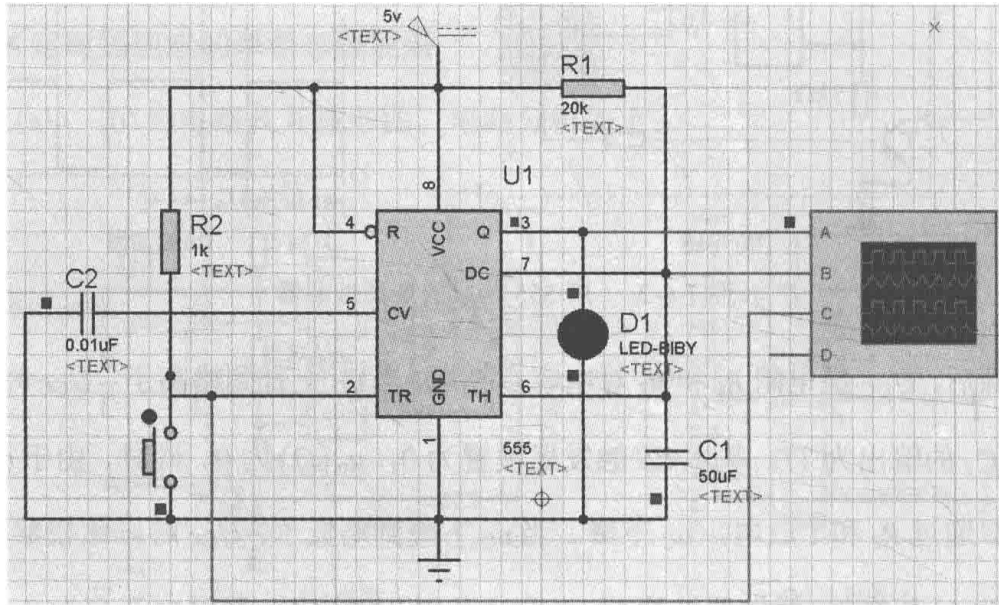 5v
<TEXT>
R1
20k
<TEXT>
U1
8
VCC
R2
1k
<TEXT>
4
R
Q
3
A
DC
7
B
C2
0.01uF
<TEXT>
5
CV
C
D1
LED-BIBY
<TEXT>
D
2
TR
GND
TH
6
1
555
<TEXT>
C1
50uF
<TEXT>